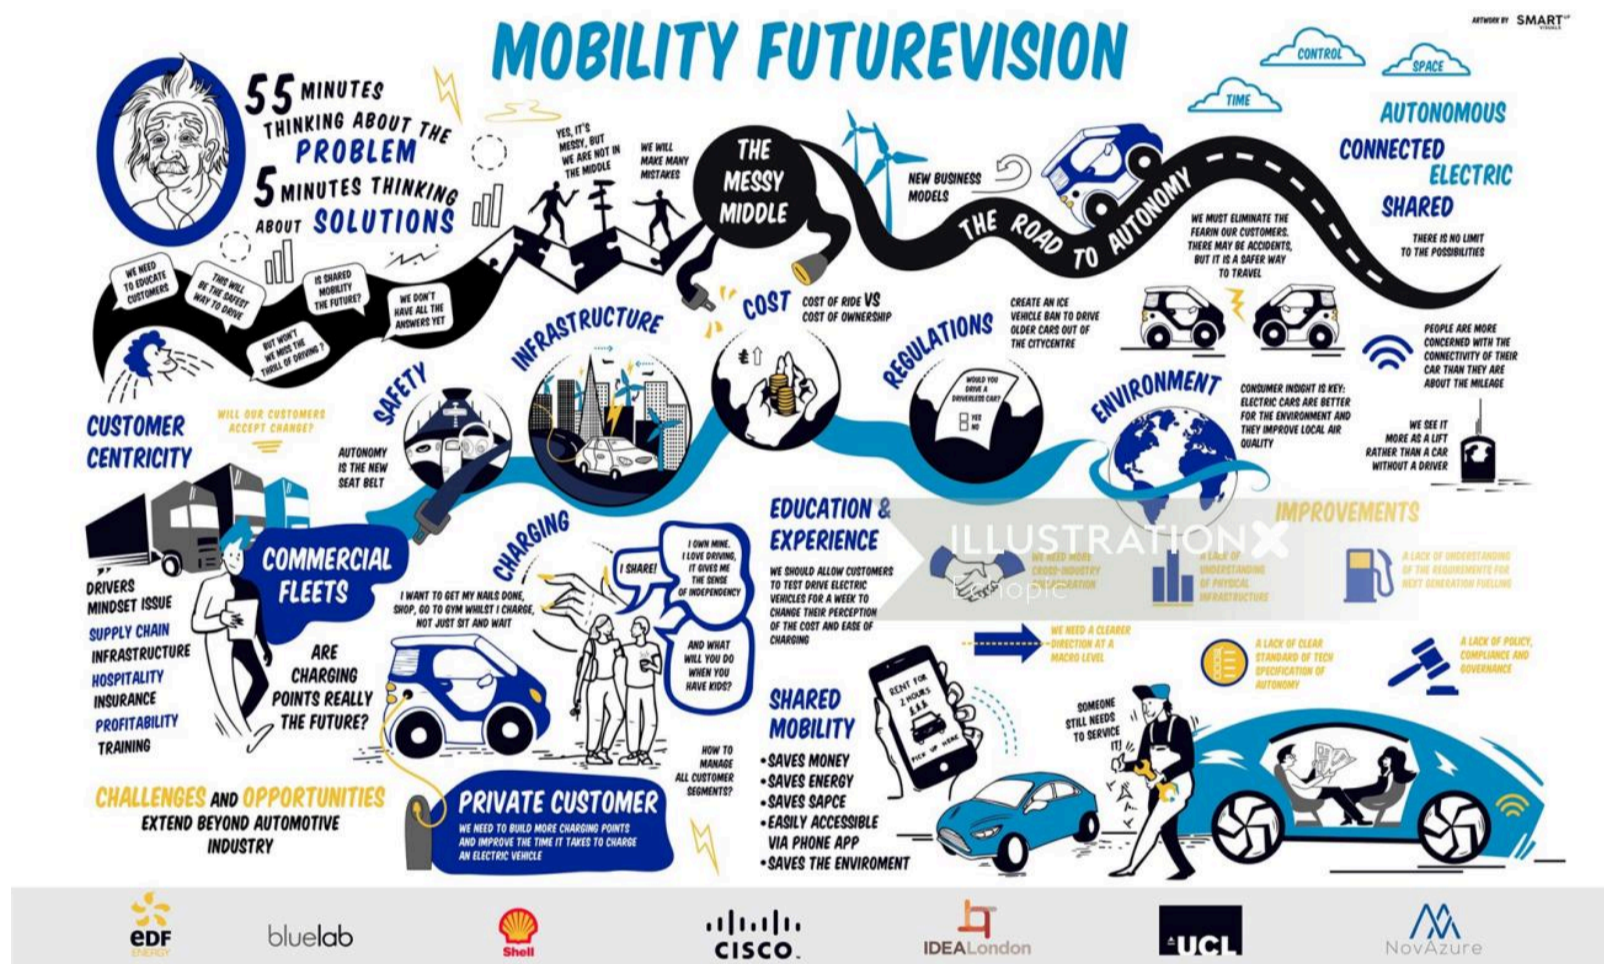 MOBILITY FUTUREVISION
ARTWORK BY SMART UP
VISUALS
55 MINUTES
THINKING ABOUT THE
PROBLEM
5 MINUTES THINKING
ABOUT SOLUTIONS
YES, IT'S
MESSY, BUT
WE ARE NOT IN
THE MIDDLE
WE WILL
MAKE MANY
MISTAKES
THE
MESSY
MIDDLE
NEW BUSINESS
MODELS
THE ROAD TO AUTONOMY
TIME
CONTROL
SPACE
AUTONOMOUS
CONNECTED
ELECTRIC
SHARED
THERE IS NO LIMIT
TO THE POSSIBILITIES
WE MUST ELIMINATE THE
FEARIN OUR CUSTOMERS.
THERE MAY BE ACCIDENTS,
BUT IT IS A SAFER WAY
TO TRAVEL
WE NEED
TO EDUCATE
CUSTOMERS
THIS WILL
BE THE SAFEST
WAY TO DRIVE
IS SHARED
MOBILITY
THE FUTURE?
BUT WON'T
WE MISS THE
THRILL OF DRIVING?
WE DON'T
HAVE ALL THE
ANSWERS YET
CUSTOMER
CENTRICITY
WILL OUR CUSTOMERS
ACCEPT CHANGE?
SAFETY
AUTONOMY
IS THE NEW
SEAT BELT
INFRASTRUCTURE
COST
COST OF RIDE VS
COST OF OWNERSHIP
REGULATIONS
CREATE AN ICE
VEHICLE BAN TO DRIVE
OLDER CARS OUT OF
THE CITYCENTRE
WOULD YOU
DRIVE A
DRIVERLESS CAR?
YES
NO
ENVIRONMENT
CONSUMER INSIGHT IS KEY:
ELECTRIC CARS ARE BETTER
FOR THE ENVIRONMENT AND
THEY IMPROVE LOCAL AIR
QUALITY
PEOPLE ARE MORE
CONCERNED WITH THE
CONNECTIVITY OF THEIR
CAR THAN THEY ARE
ABOUT THE MILEAGE
WE SEE IT
MORE AS A LIFT
RATHER THAN A CAR
WITHOUT A DRIVER
COMMERCIAL
FLEETS
DRIVERS
MINDSET ISSUE
SUPPLY CHAIN
INFRASTRUCTURE
HOSPITALITY
INSURANCE
PROFITABILITY
TRAINING
ARE
CHARGING
POINTS REALLY
THE FUTURE?
CHARGING
I WANT TO GET MY NAILS DONE,
SHOP, GO TO GYM WHILST I CHARGE,
NOT JUST SIT AND WAIT
I SHARE!
I OWN MINE.
I LOVE DRIVING,
IT GIVES ME
THE SENSE
OF INDEPENDENCY
AND WHAT
WILL YOU DO
WHEN YOU
HAVE KIDS?
HOW TO
MANAGE
ALL CUSTOMER
SEGMENTS?
CHALLENGES AND OPPORTUNITIES
EXTEND BEYOND AUTOMOTIVE
INDUSTRY
PRIVATE CUSTOMER
WE NEED TO BUILD MORE CHARGING POINTS
AND IMPROVE THE TIME IT TAKES TO CHARGE
AN ELECTRIC VEHICLE
EDUCATION &
EXPERIENCE
WE SHOULD ALLOW CUSTOMERS
TO TEST DRIVE ELECTRIC
VEHICLES FOR A WEEK TO
CHANGE THEIR PERCEPTION
OF THE COST AND EASE OF
CHARGING
SHARED
MOBILITY
•SAVES MONEY
•SAVES ENERGY
•SAVES SAPCE
•EASILY ACCESSIBLE
VIA PHONE APP
•SAVES THE ENVIROMENT
RENT FOR
2 HOURS
£££
PICK UP HERE
ILLUSTRATIONX
IMPROVEMENTS
WE NEED MORE
CROSS-INDUSTRY
A LACK OF
UNDERSTANDING
OF PHYSICAL
INFRASTRUCTURE
A LACK OF UNDERSTANDING
OF THE REQUIREMENTS FOR
NEXT GENERATION FUELLING
WE NEED A CLEARER
DIRECTION AT A
MACRO LEVEL
A LACK OF CLEAR
STANDARD OF TECH
SPECIFICATION OF
AUTONOMY
A LACK OF POLICY,
COMPLIANCE AND
GOVERNANCE
SOMEONE
STILL NEEDS
TO SERVICE
IT!
eDF
ENERGY
bluelab
Shell
CISCO
IDEALondon
UCL
NovAzure